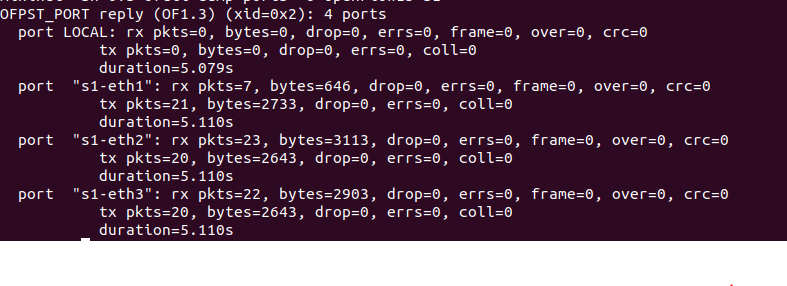 OFPST_PORT reply (OF1.3) (xid=0x2): 4 ports
port LOCAL: rx pkts=0, bytes=0, drop=0, errs=0, frame=0, over=0, crc=0
tx pkts=0, bytes=0, drop=0, errs=0, coll=0
duration=5.079s
port "s1-eth1": rx pkts=7, bytes=646, drop=0, errs=0, frame=0, over=0, crc=0
tx pkts=21, bytes=2733, drop=0, errs=0, coll=0
duration=5.110s
port "s1-eth2": rx pkts=23, bytes=3113, drop=0, errs=0, frame=0, over=0, crc=0
tx pkts=20, bytes=2643, drop=0, errs=0, coll=0
duration=5.110s
port "s1-eth3": rx pkts=22, bytes=2903, drop=0, errs=0, frame=0, over=0, crc=0
tx pkts=20, bytes=2643, drop=0, errs=0, coll=0
duration=5.110s